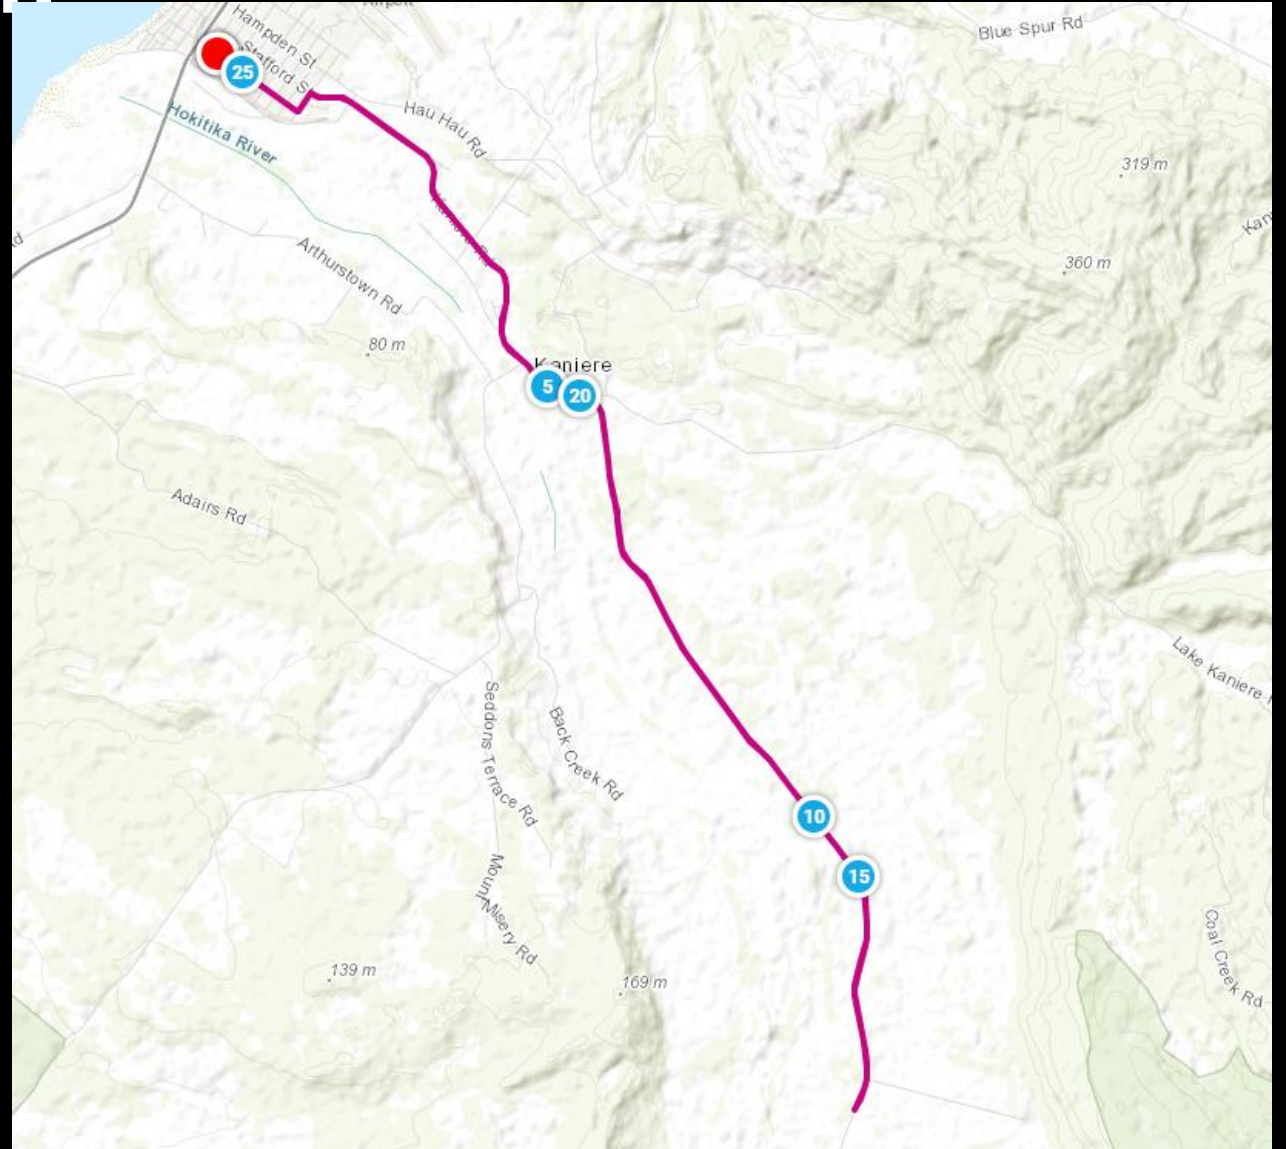 Hampden St
Blue Spur Rd
Stafford S
25
Hau Hau Rd
Hokitika River
319 m
Kaniere Rd
Arthurstown Rd
360 m
80 m
Kaniere
5
20
Adairs Rd
Lake Kaniere
Seddons Terrace Rd
Back Creek Rd
10
15
Mount Misery Rd
Coal Creek Rd
139 m
169 m